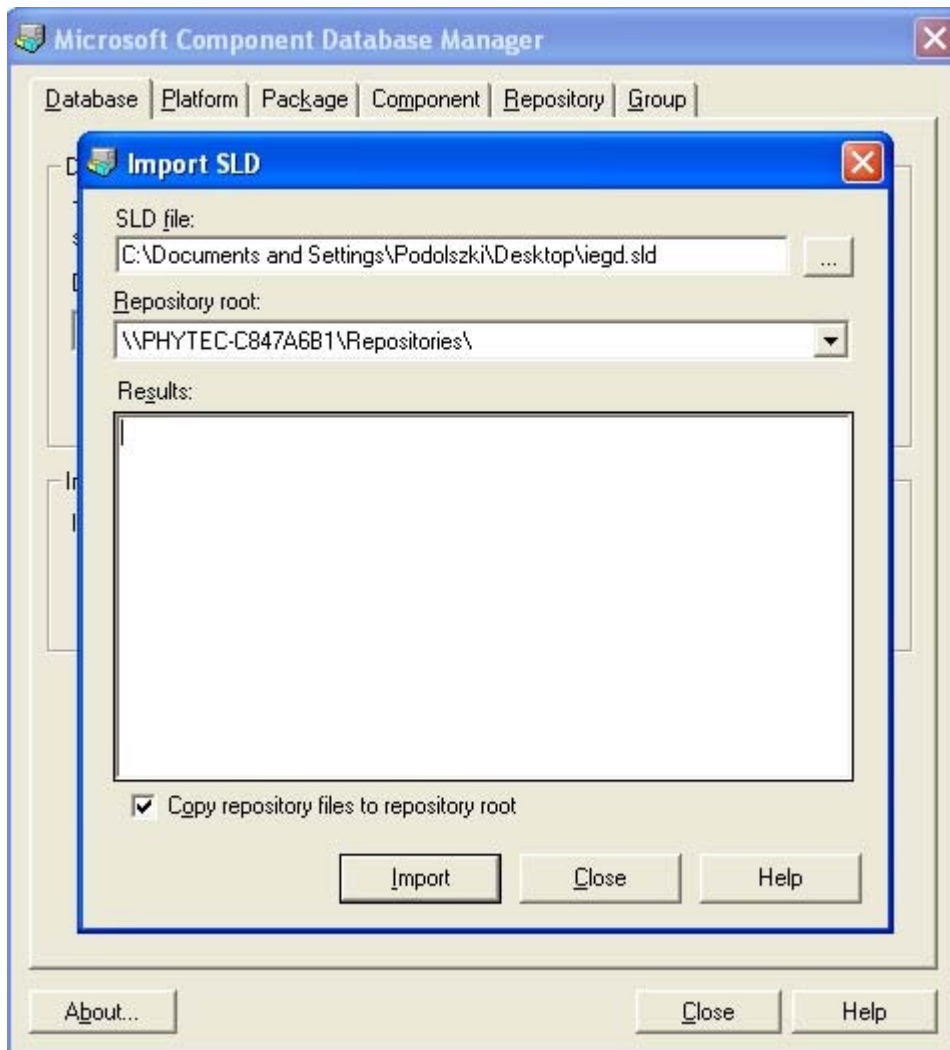 Microsoft Component Database Manager
Database Platform Package Component Repository Group
Import SLD
SLD file:
C:\Documents and Settings\Podolszki\Desktop\iegd.sld
...
Repository root:
\\PHYTEC-C847A6B1\Repositories\
Results:
Copy repository files to repository root
Import Close Help
About... Close Help